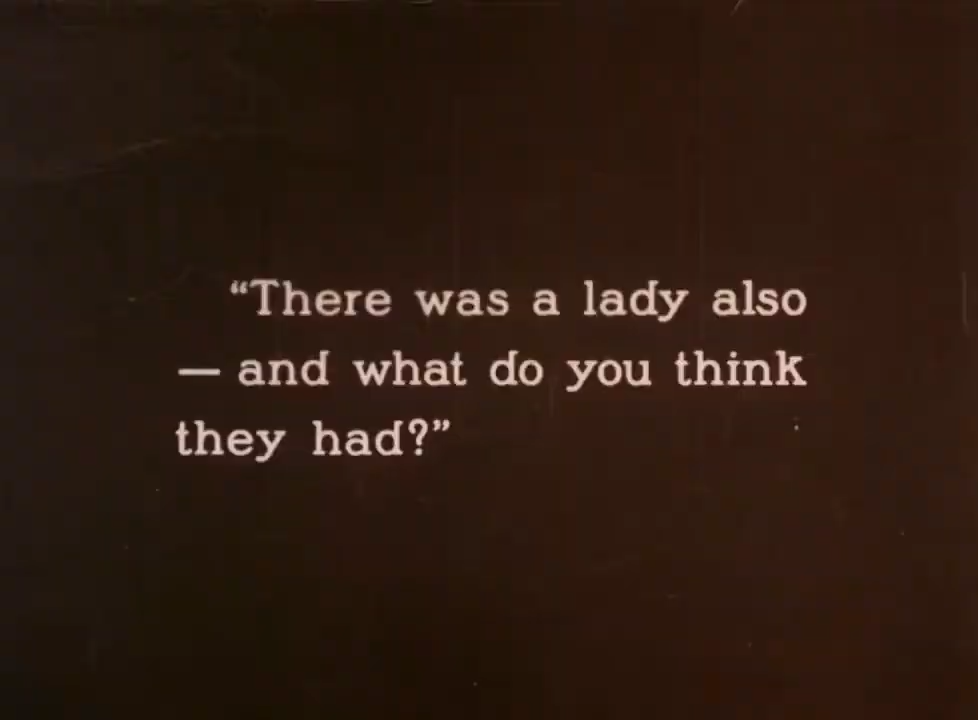 “There was a lady also
— and what do you think
they had?”